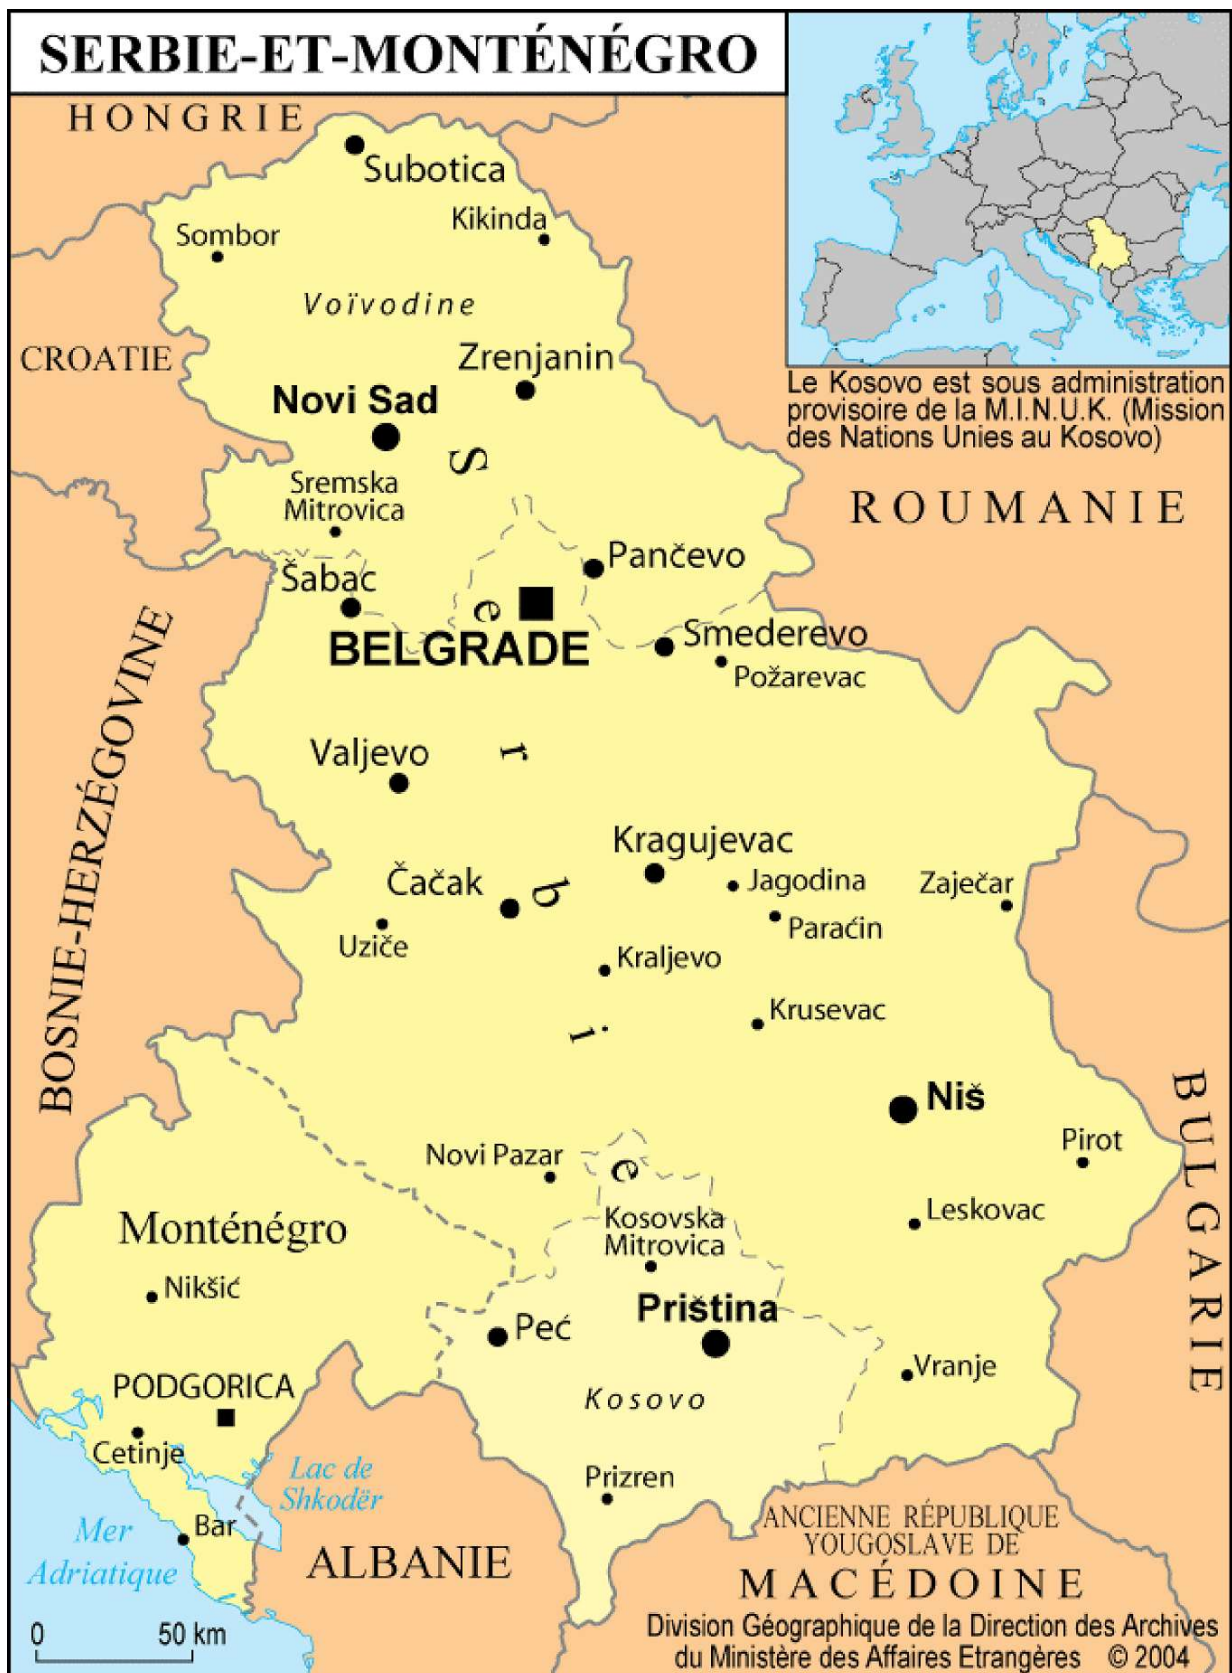 SERBIE-ET-MONTÉNÉGRO
HONGRIE
Subotica
Kikinda
Sombor
Voïvodine
CROATIE
Zrenjanin
Novi Sad
Le Kosovo est sous administration
provisoire de la M.I.N.U.K. (Mission
des Nations Unies au Kosovo)
Sremska
Mitrovica
ROUMANIE
Pančevo
Šabac
Serbie
BELGRADE
Smederevo
Požarevac
BOSNIE-HERZÉGOVINE
Valjevo
Kragujevac
Čačak
Jagodina
Zaječar
Uziče
Paraćin
Kraljevo
Krusevac
Niš
BULGARIE
Pirot
Novi Pazar
Leskovac
Kosovska
Mitrovica
Monténégro
Nikšić
Priština
Peć
Vranje
PODGORICA
Kosovo
Cetinje
Lac de
Shkodër
Prizren
Bar
Mer
Adriatique
ALBANIE
ANCIENNE RÉPUBLIQUE
YOUGOSLAVE DE
MACÉDOINE
0 50 km
Division Géographique de la Direction des Archives
du Ministère des Affaires Etrangères © 2004